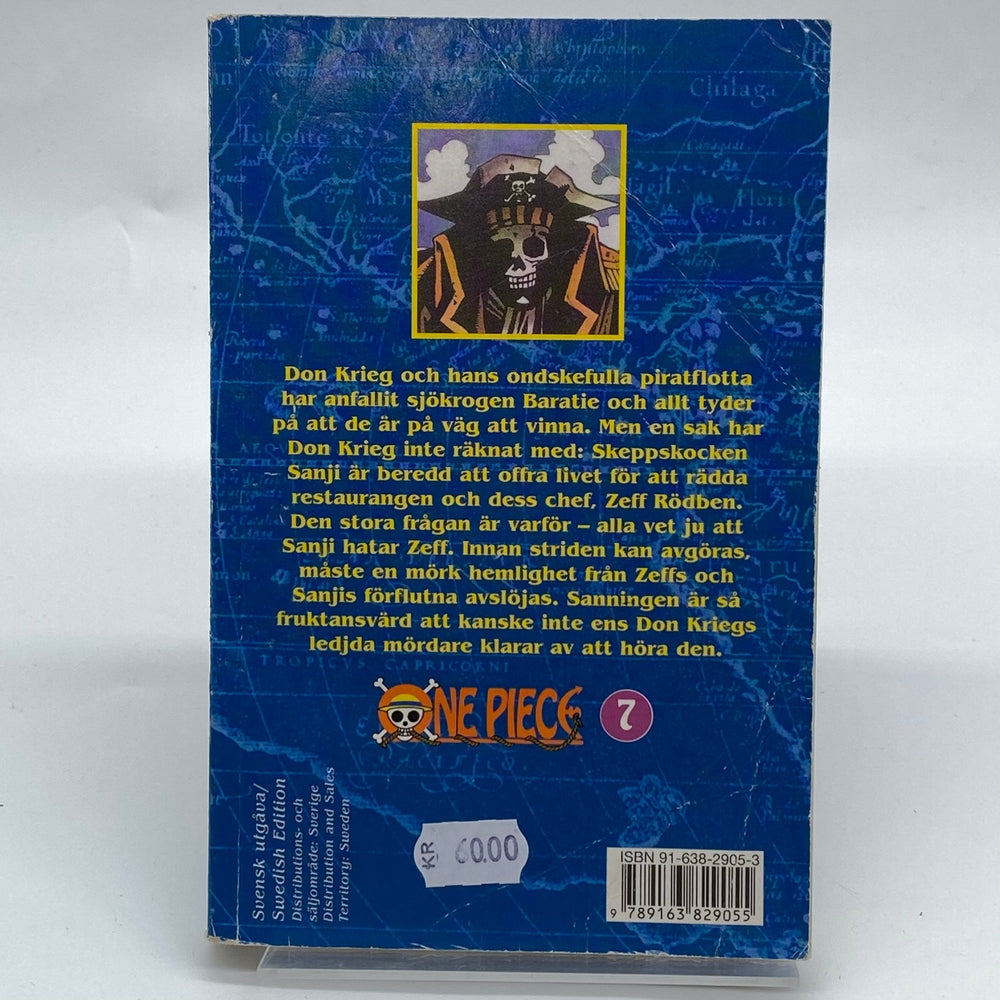 Christophoro
Chilaga
Don Krieg och hans ondskefulla piratflotta
har anfallit sjökrogen Baratie och allt tyder
på att de är på väg att vinna. Men en sak har
Don Krieg inte räknat med: Skeppskocken
Sanji är beredd att offra livet för att rädda
restaurangen och dess chef, Zeff Rödben.
Den stora frågan är varför – alla vet ju att
Sanji hatar Zeff. Innan striden kan avgöras,
måste en mörk hemlighet från Zeffs och
Sanjis förflutna avslöjas. Sanningen är så
fruktansvärd att kanske inte ens Don Kriegs
ledjda mördare klarar av att höra den.
TROPICVS CAPRICORNI
ONE PIECE 7
Svensk utgåva/
Swedish Edition
Distributions- och
säljområde: Sverige
Distribution and Sales
Territory: Sweden
KR 60.00
ISBN 91-638-2905-3
9 789163 829055